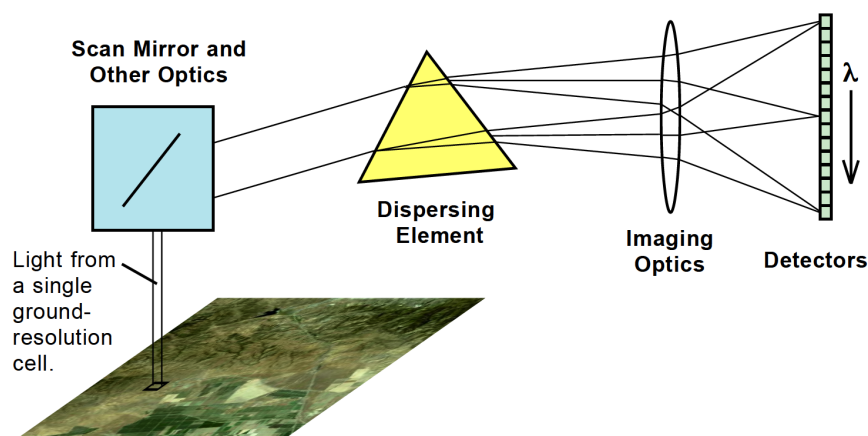 Scan Mirror and
Other Optics
λ
Dispersing
Element
Imaging
Optics
Detectors
Light from
a single
ground-
resolution
cell.